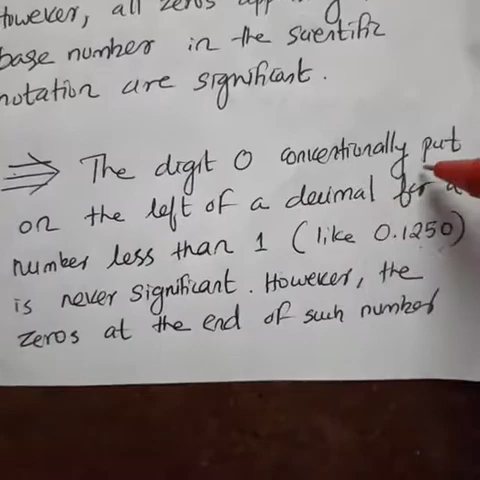 However, all zeros
base number in the scientific
notation are significant.
⇒ The digit 0 conventionally put
on the left of a decimal for a
number less than 1 (like 0.1250)
is never significant. However, the
zeros at the end of such number